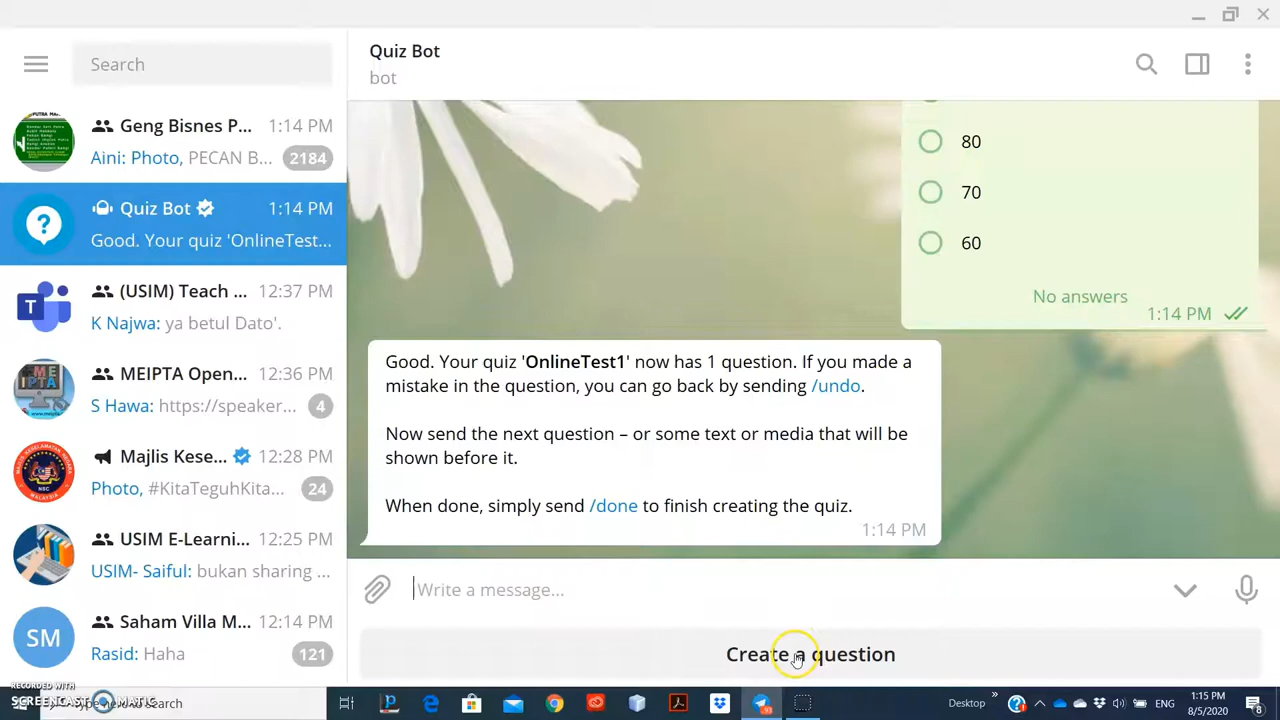 Search
Geng Bisnes P... 1:14 PM
Aini: Photo, PECAN B... 2184
Quiz Bot 1:14 PM
Good. Your quiz 'OnlineTest...
(USIM) Teach ... 12:37 PM
K Najwa: ya betul Dato'.
MEIPTA Open... 12:36 PM
S Hawa: https://speaker... 4
Majlis Kese... 12:28 PM
Photo, #KitaTeguhKita... 24
USIM E-Learni... 12:25 PM
USIM- Saiful: bukan sharing ...
SM
Saham Villa M... 12:14 PM
Rasid: Haha 121
Quiz Bot
bot
80
70
60
No answers
1:14 PM
Good. Your quiz 'OnlineTest1' now has 1 question. If you made a
mistake in the question, you can go back by sending /undo.
Now send the next question – or some text or media that will be
shown before it.
When done, simply send /done to finish creating the quiz.
1:14 PM
Write a message...
Create a question
RECORDED WITH
SCREENCAST MATIC
Desktop
ENG
1:15 PM
8/5/2020
8